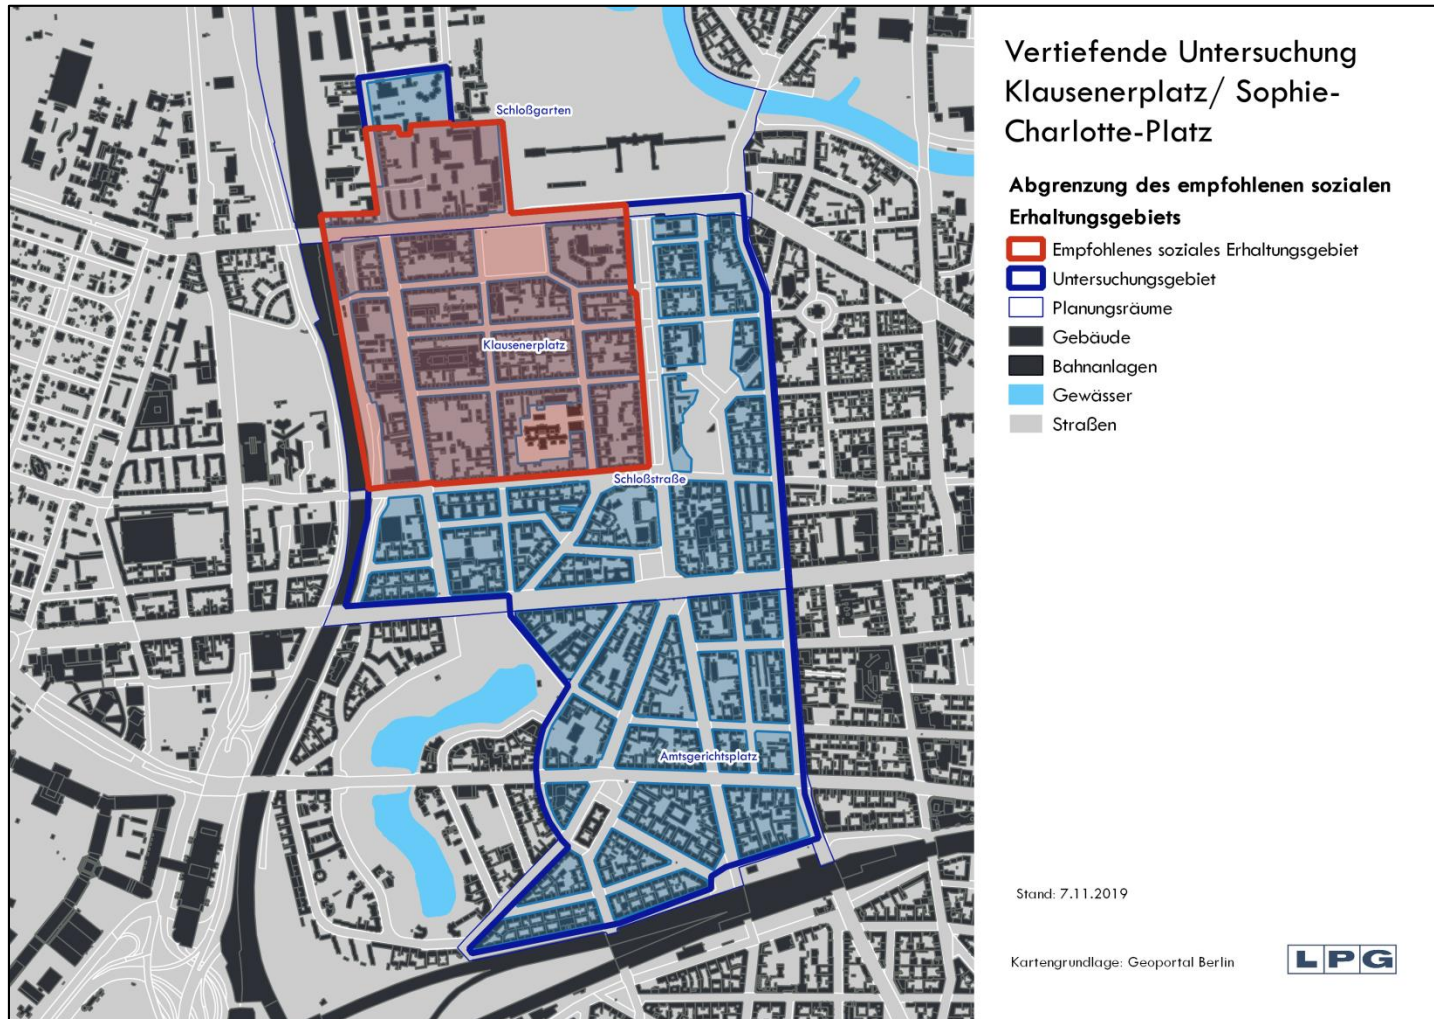 Vertiefende Untersuchung
Klausenerplatz/ Sophie-
Charlotte-Platz
Abgrenzung des empfohlenen sozialen
Erhaltungsgebiets
Empfohlenes soziales Erhaltungsgebiet
Untersuchungsgebiet
Planungsräume
Gebäude
Bahnanlagen
Gewässer
Straßen
Schloßgarten
Klausenerplatz
Schloßstraße
Amtsgerichtsplatz
Stand: 7.11.2019
Kartengrundlage: Geoportal Berlin
LPG